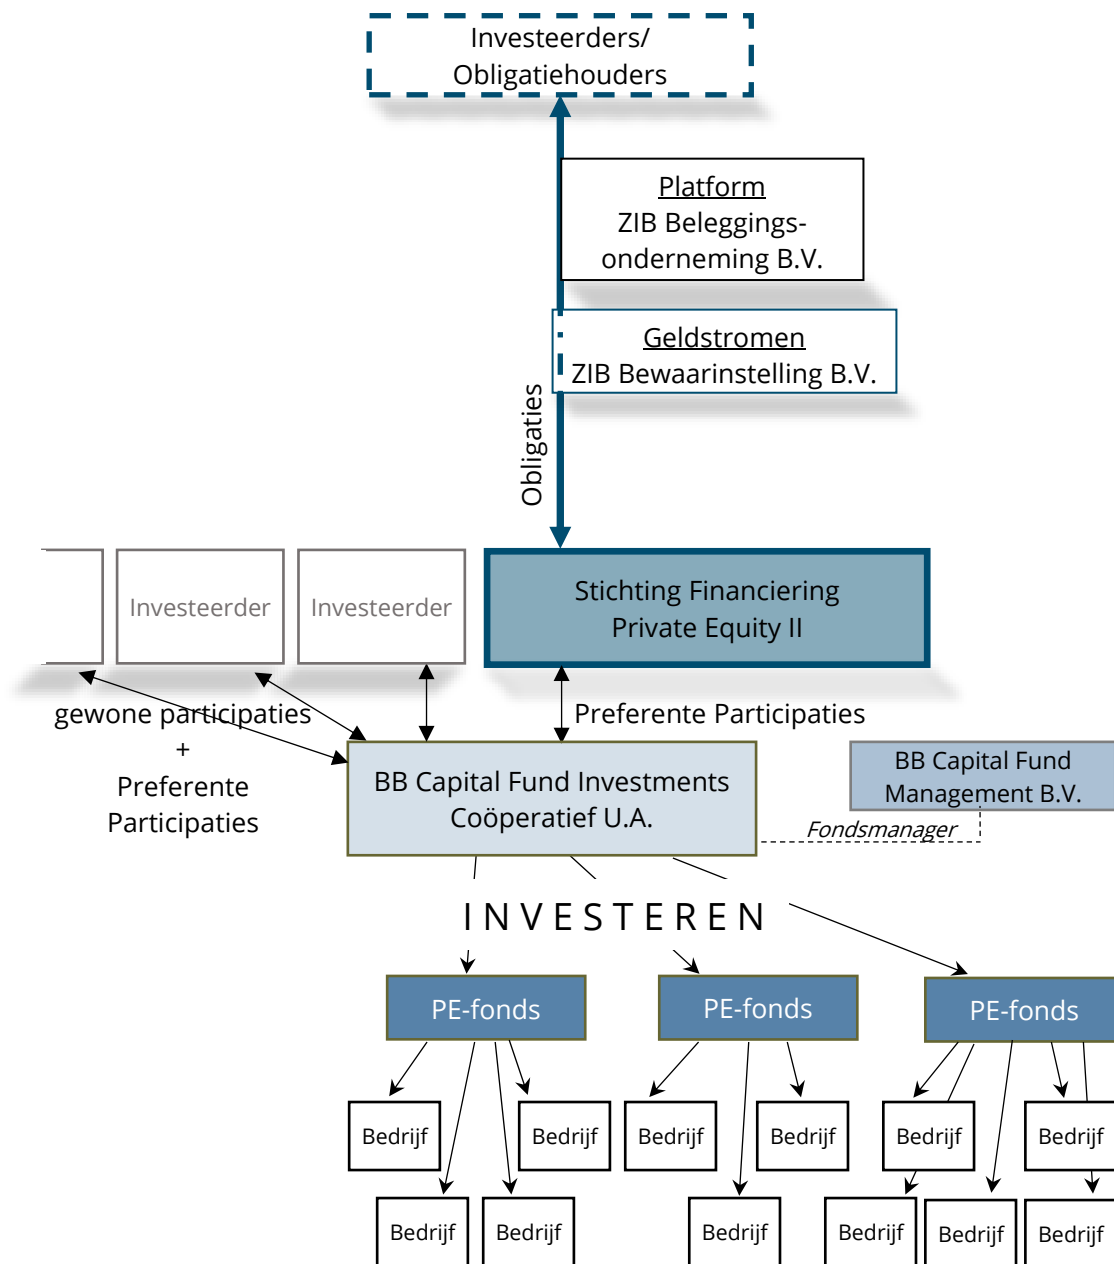 Investeerders/
Obligatiehouders
Platform
ZIB Beleggings-
onderneming B.V.
Geldstromen
ZIB Bewaarinstelling B.V.
Obligaties
Investeerder
Investeerder
Stichting Financiering
Private Equity II
gewone participaties
+
Preferente
Participaties
Preferente Participaties
BB Capital Fund Investments
Coöperatief U.A.
BB Capital Fund
Management B.V.
Fondsmanager
INVESTEREN
PE-fonds
PE-fonds
PE-fonds
Bedrijf
Bedrijf
Bedrijf
Bedrijf
Bedrijf
Bedrijf
Bedrijf
Bedrijf
Bedrijf
Bedrijf
Bedrijf
Bedrijf